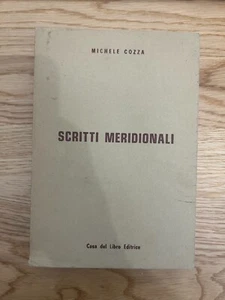 MICHELE COZZA
SCRITTI MERIDIONALI
Casa del Libro Editrice